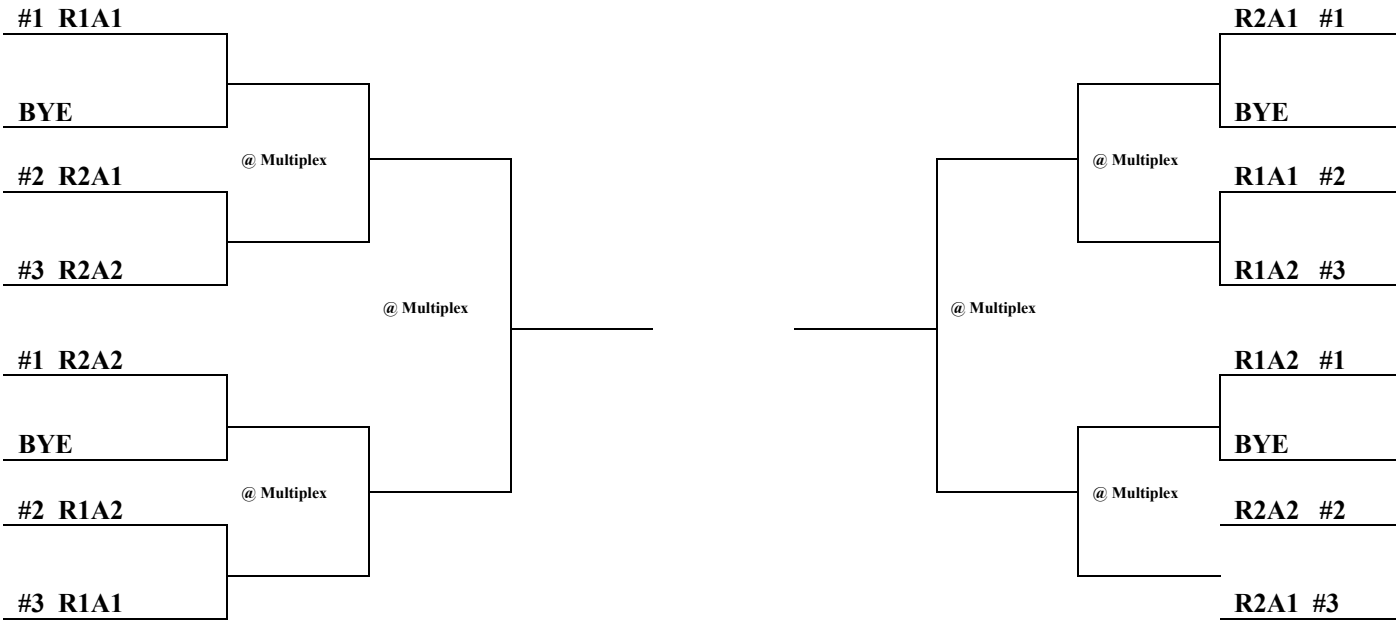 #1 R1A1
BYE
@ Multiplex
#2 R2A1
#3 R2A2
@ Multiplex
#1 R2A2
BYE
@ Multiplex
#2 R1A2
#3 R1A1
R2A1 #1
BYE
@ Multiplex
R1A1 #2
R1A2 #3
@ Multiplex
R1A2 #1
BYE
@ Multiplex
R2A2 #2
R2A1 #3